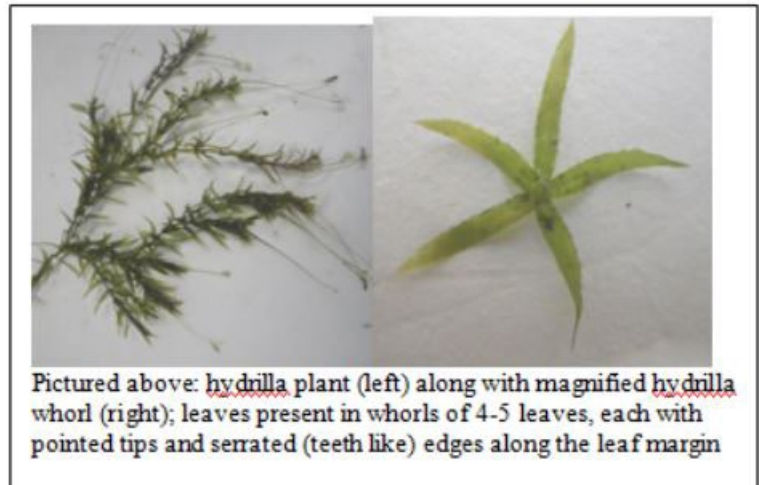 Pictured above: hydrilla plant (left) along with magnified hydrilla
whorl (right); leaves present in whorls of 4-5 leaves, each with
pointed tips and serrated (teeth like) edges along the leaf margin